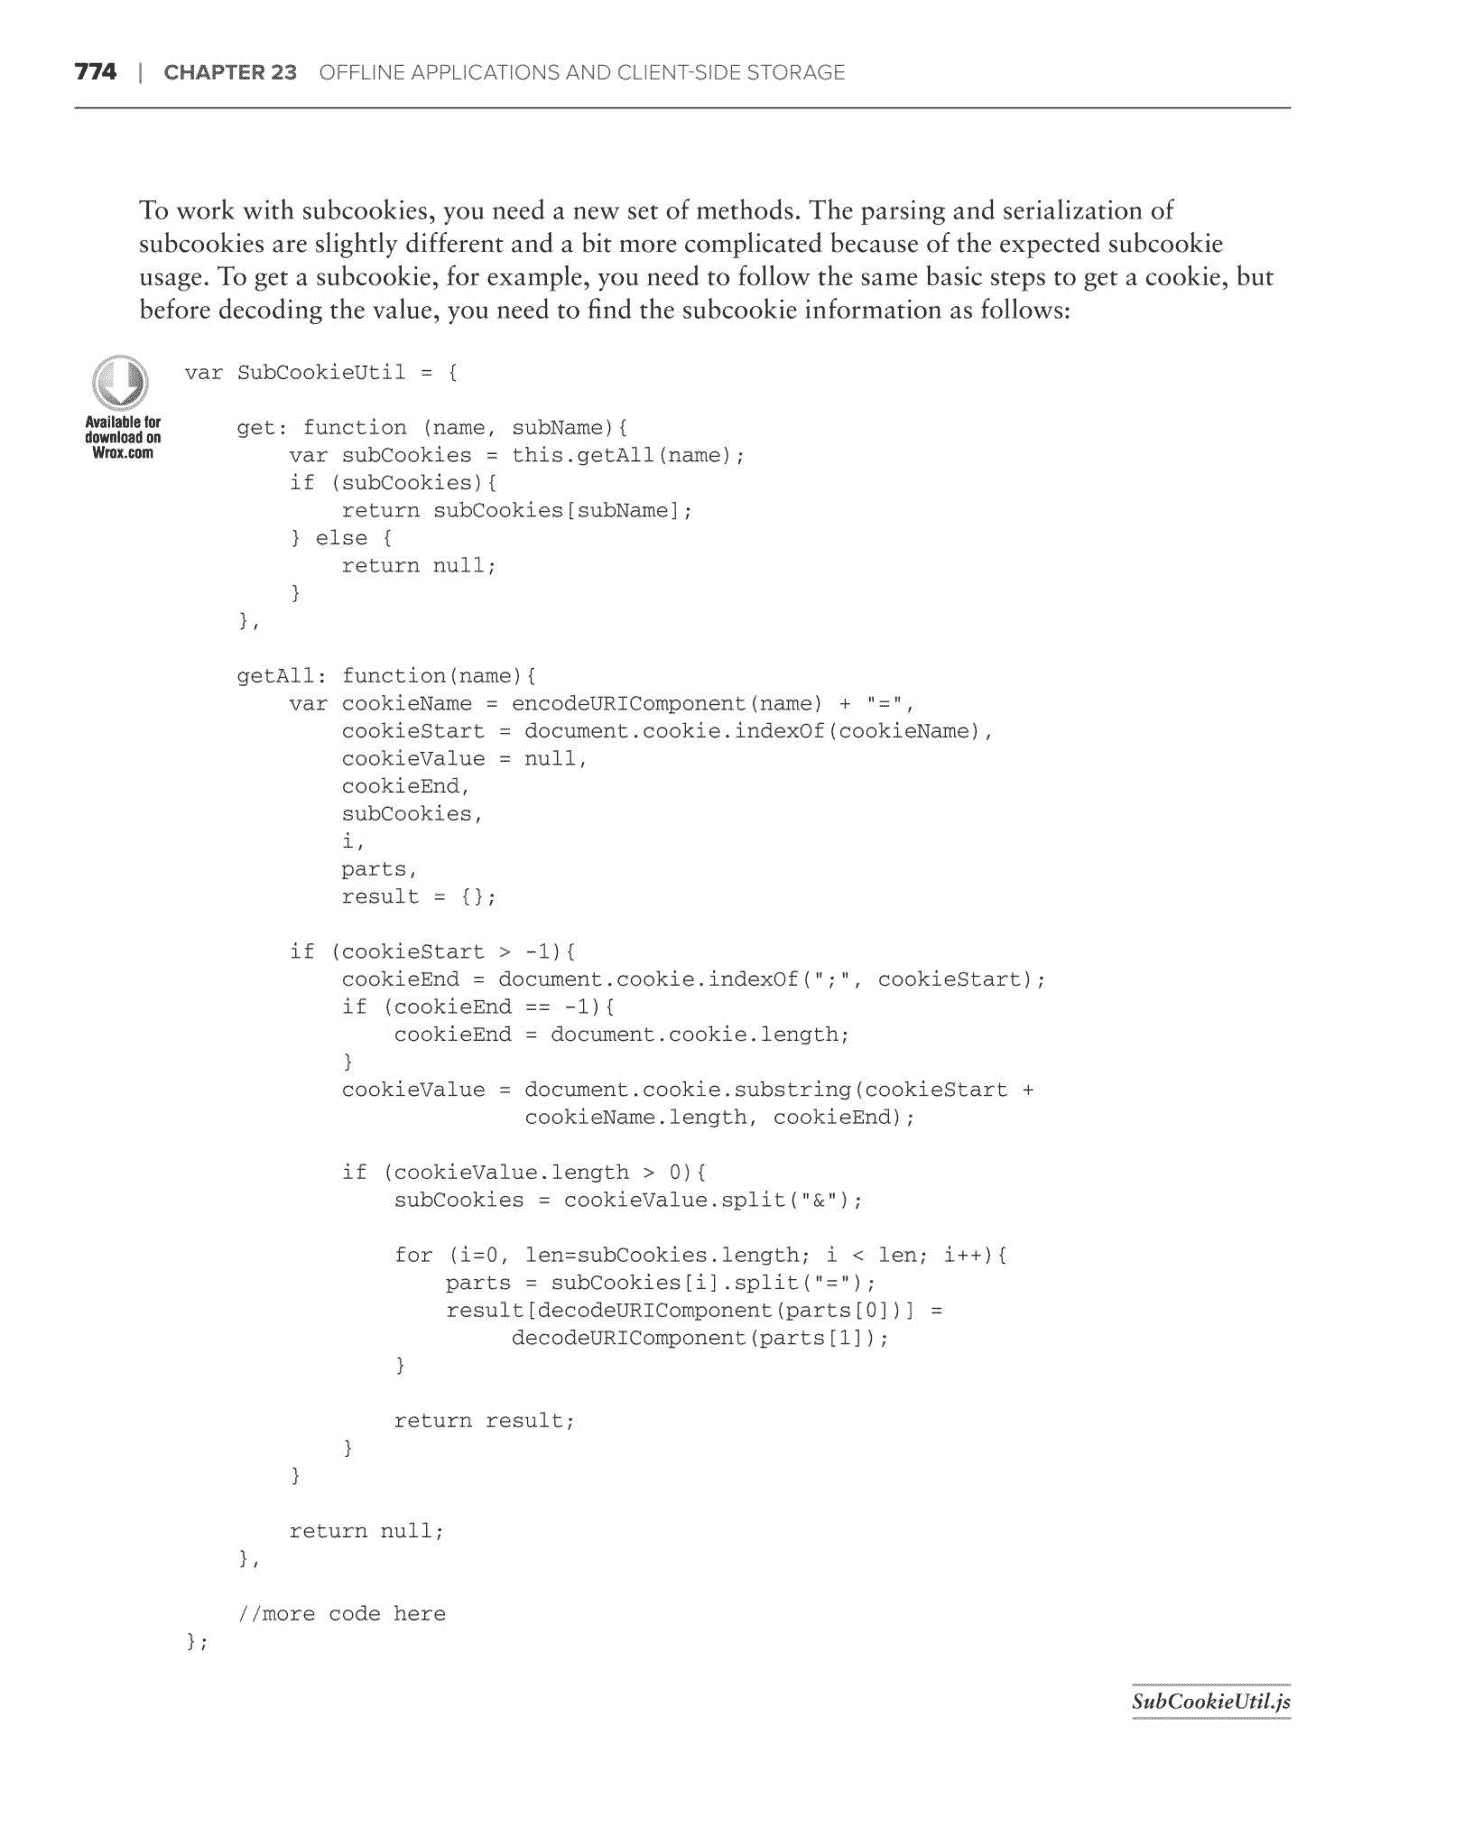 774 | CHAPTER 23 OFFLINE APPLICATIONS AND CLIENT-SIDE STORAGE
To work with subcookies, you need a new set of methods. The parsing and serialization of
subcookies are slightly different and a bit more complicated because of the expected subcookie
usage. To get a subcookie, for example, you need to follow the same basic steps to get a cookie, but
before decoding the value, you need to find the subcookie information as follows:
Available for
download on
Wrox.com
var SubCookieUtil = {
    get: function (name, subName){
        var subCookies = this.getAll(name);
        if (subCookies){
            return subCookies[subName];
        } else {
            return null;
        }
    },
    getAll: function(name){
        var cookieName = encodeURIComponent(name) + "=",
            cookieStart = document.cookie.indexOf(cookieName),
            cookieValue = null,
            cookieEnd,
            subCookies,
            i,
            parts,
            result = {};
        if (cookieStart > -1){
            cookieEnd = document.cookie.indexOf(";", cookieStart);
            if (cookieEnd == -1){
                cookieEnd = document.cookie.length;
            }
            cookieValue = document.cookie.substring(cookieStart +
                          cookieName.length, cookieEnd);
            if (cookieValue.length > 0){
                subCookies = cookieValue.split("&");
                for (i=0, len=subCookies.length; i < len; i++){
                    parts = subCookies[i].split("=");
                    result[decodeURIComponent(parts[0])] =
                         decodeURIComponent(parts[1]);
                }
                return result;
            }
        }
        return null;
    },
    //more code here
};
SubCookieUtil.js